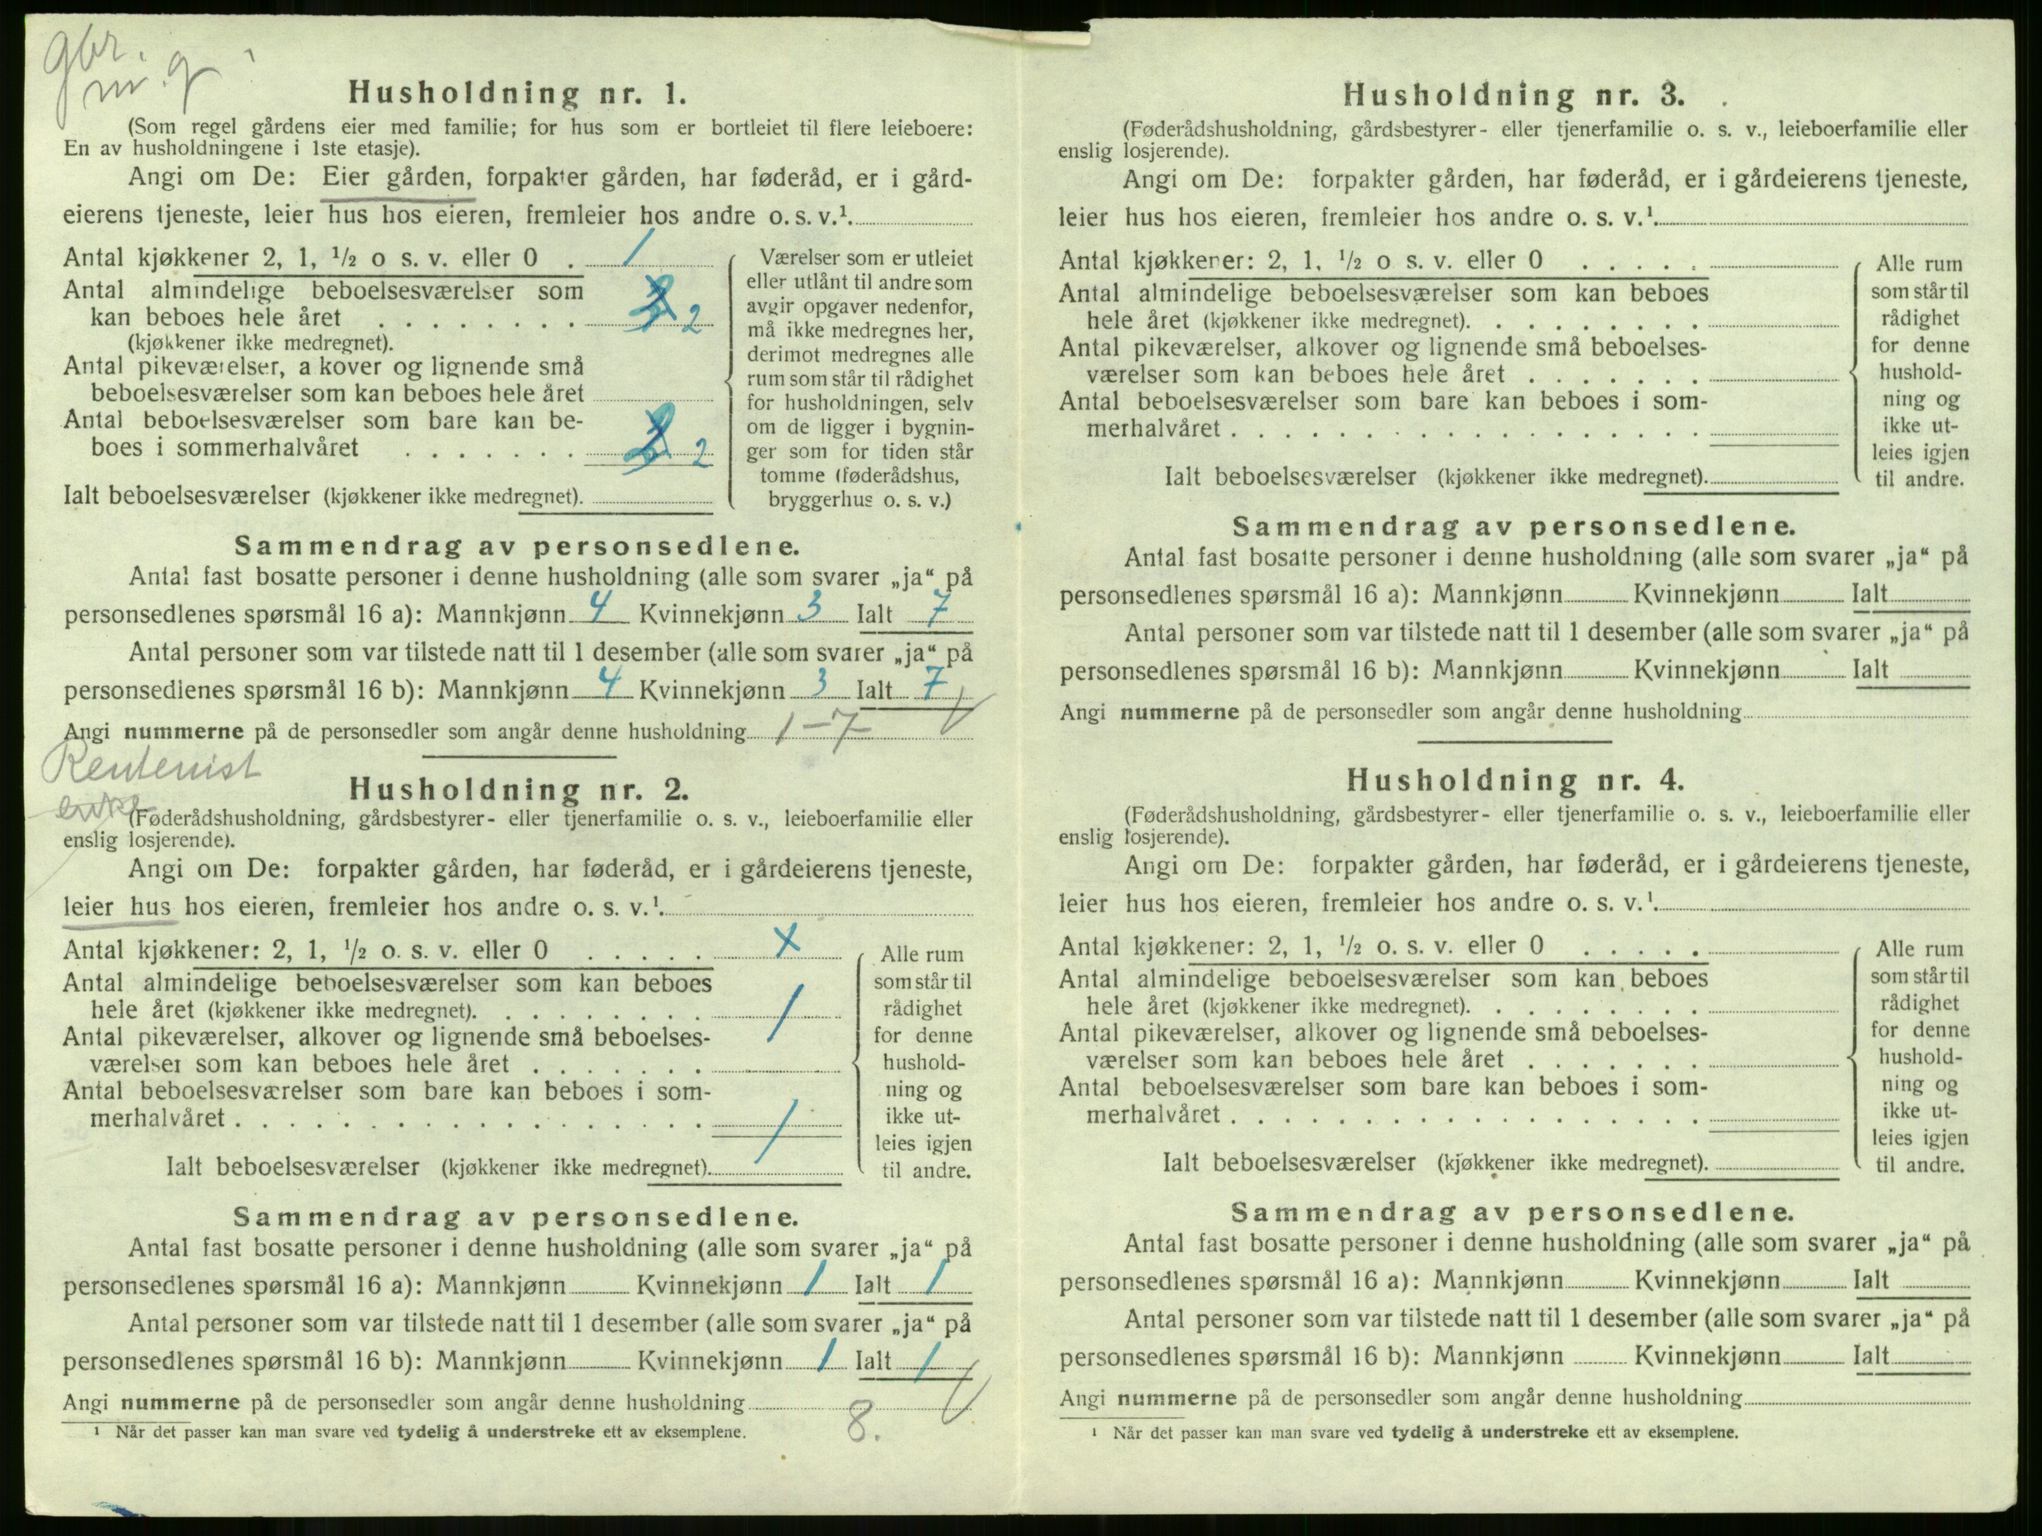 gbr.
m. g
Husholdning nr. 1.
(Som regel gårdens eier med familie; for hus som er bortleiet til flere leieboere:
En av husholdningene i 1ste etasje).
Angi om De: Eier gården, forpakter gården, har føderåd, er i gård-
eierens tjeneste, leier hus hos eieren, fremleier hos andre o. s. v.¹
Antal kjøkkener 2, 1, ½ o s. v. eller 0 . 1
Antal almindelige beboelsesværelser som
kan beboes hele året . . . . . . . . 2
(kjøkkener ikke medregnet).
Antal pikeværelser, a kover og lignende små
beboelsesværelser som kan beboes hele året
Antal beboelsesværelser som bare kan be-
boes i sommerhalvåret . . . . . . . 2
Ialt beboelsesværelser (kjøkkener ikke medregnet).
Værelser som er utleiet
eller utlånt til andre som
avgir opgaver nedenfor,
må ikke medregnes her,
derimot medregnes alle
rum som står til rådighet
for husholdningen, selv
om de ligger i bygnin-
ger som for tiden står
tomme (føderådshus,
bryggerhus o. s. v.)
Sammendrag av personsedlene.
Antal fast bosatte personer i denne husholdning (alle som svarer „ja“ på
personsedlenes spørsmål 16 a): Mannkjønn 4 Kvinnekjønn 3 Ialt 7
Antal personer som var tilstede natt til 1 desember (alle som svarer „ja“ på
personsedlenes spørsmål 16 b): Mannkjønn 4 Kvinnekjønn 3 Ialt 7
Angi nummerne på de personsedler som angår denne husholdning 1-7
Rentenist
enke
Husholdning nr. 2.
(Føderådshusholdning, gårdsbestyrer- eller tjenerfamilie o. s. v., leieboerfamilie eller
enslig losjerende).
Angi om De: forpakter gården, har føderåd, er i gårdeierens tjeneste,
leier hus hos eieren, fremleier hos andre o. s. v.¹
Antal kjøkkener: 2, 1, ½ o. s. v. eller 0 . . . . . x
Antal almindelige beboelsesværelser som kan beboes
hele året (kjøkkener ikke medregnet). . . . . . . . . 1
Antal pikeværelser, alkover og lignende små beboelses-
værelser som kan beboes hele året . . . . . . .
Antal beboelsesværelser som bare kan beboes i som-
merhalvåret . . . . . . . . . . . . . . . . . . 1
Ialt beboelsesværelser (kjøkkener ikke medregnet).
Alle rum
som står til
rådighet
for denne
hushold-
ning og
ikke ut-
leies igjen
til andre.
Sammendrag av personsedlene.
Antal fast bosatte personer i denne husholdning (alle som svarer „ja“ på
personsedlenes spørsmål 16 a): Mannkjønn Kvinnekjønn 1 Ialt 1
Antal personer som var tilstede natt til 1 desember (alle som svarer „ja“ på
personsedlenes spørsmål 16 b): Mannkjønn Kvinnekjønn 1 Ialt 1
Angi nummerne på de personsedler som angår denne husholdning 8.
¹ Når det passer kan man svare ved tydelig å understreke ett av eksemplene.
Husholdning nr. 3.
(Føderådshusholdning, gårdsbestyrer- eller tjenerfamilie o. s. v., leieboerfamilie eller
enslig losjerende).
Angi om De: forpakter gården, har føderåd, er i gårdeierens tjeneste,
leier hus hos eieren, fremleier hos andre o. s. v.¹
Antal kjøkkener: 2, 1, ½ o s. v. eller 0 . . . . .
Antal almindelige beboelsesværelser som kan beboes
hele året (kjøkkener ikke medregnet). . . . . . . . .
Antal pikeværelser, alkover og lignende små beboelses-
værelser som kan beboes hele året . . . . . . .
Antal beboelsesværelser som bare kan beboes i som-
merhalvåret . . . . . . . . . . . . . . . . . .
Ialt beboelsesværelser (kjøkkener ikke medregnet).
Alle rum
som står til
rådighet
for denne
hushold-
ning og
ikke ut-
leies igjen
til andre.
Sammendrag av personsedlene.
Antal fast bosatte personer i denne husholdning (alle som svarer „ja“ på
personsedlenes spørsmål 16 a): Mannkjønn Kvinnekjønn Ialt
Antal personer som var tilstede natt til 1 desember (alle som svarer „ja“ på
personsedlenes spørsmål 16 b): Mannkjønn Kvinnekjønn Ialt
Angi nummerne på de personsedler som angår denne husholdning
Husholdning nr. 4.
(Føderådshusholdning, gårdsbestyrer- eller tjenerfamilie o. s. v., leieboerfamilie eller
enslig losjerende).
Angi om De: forpakter gården, har føderåd, er i gårdeierens tjeneste,
leier hus hos eieren, fremleier hos andre o. s. v.¹
Antal kjøkkener: 2, 1, ½ o. s. v. eller 0 . . . . .
Antal almindelige beboelsesværelser som kan beboes
hele året (kjøkkener ikke medregnet). . . . . . . . .
Antal pikeværelser, alkover og lignende små beboelses-
værelser som kan beboes hele året . . . . . . .
Antal beboelsesværelser som bare kan beboes i som-
merhalvåret . . . . . . . . . . . . . . . . . .
Ialt beboelsesværelser (kjøkkener ikke medregnet).
Alle rum
som står til
rådighet
for denne
hushold-
ning og
ikke ut-
leies igjen
til andre.
Sammendrag av personsedlene.
Antal fast bosatte personer i denne husholdning (alle som svarer „ja“ på
personsedlenes spørsmål 16 a): Mannkjønn Kvinnekjønn Ialt
Antal personer som var tilstede natt til 1 desember (alle som svarer „ja“ på
personsedlenes spørsmål 16 b): Mannkjønn Kvinnekjønn Ialt
Angi nummerne på de personsedler som angår denne husholdning
¹ Når det passer kan man svare ved tydelig å understreke ett av eksemplene.